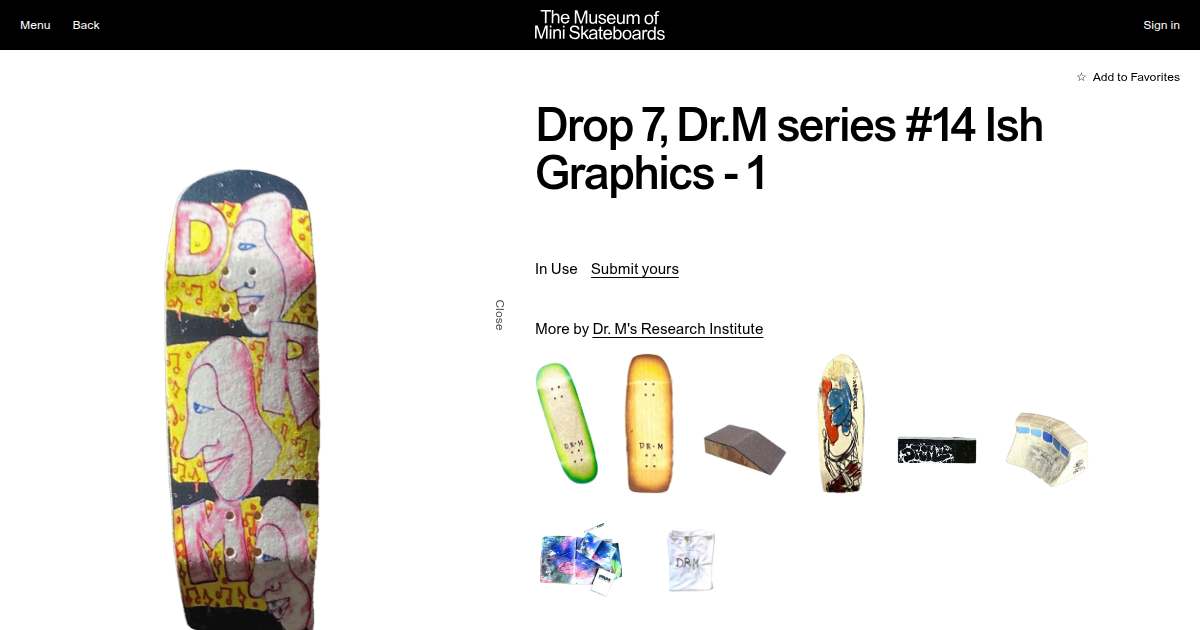 Menu
Back
The Museum of
Mini Skateboards
Sign in
☆ Add to Favorites
Drop 7, Dr.M series #14 Ish
Graphics - 1
In Use
Submit yours
Close
More by Dr. M's Research Institute
D
R
M
DR·M
DR·M
DRM